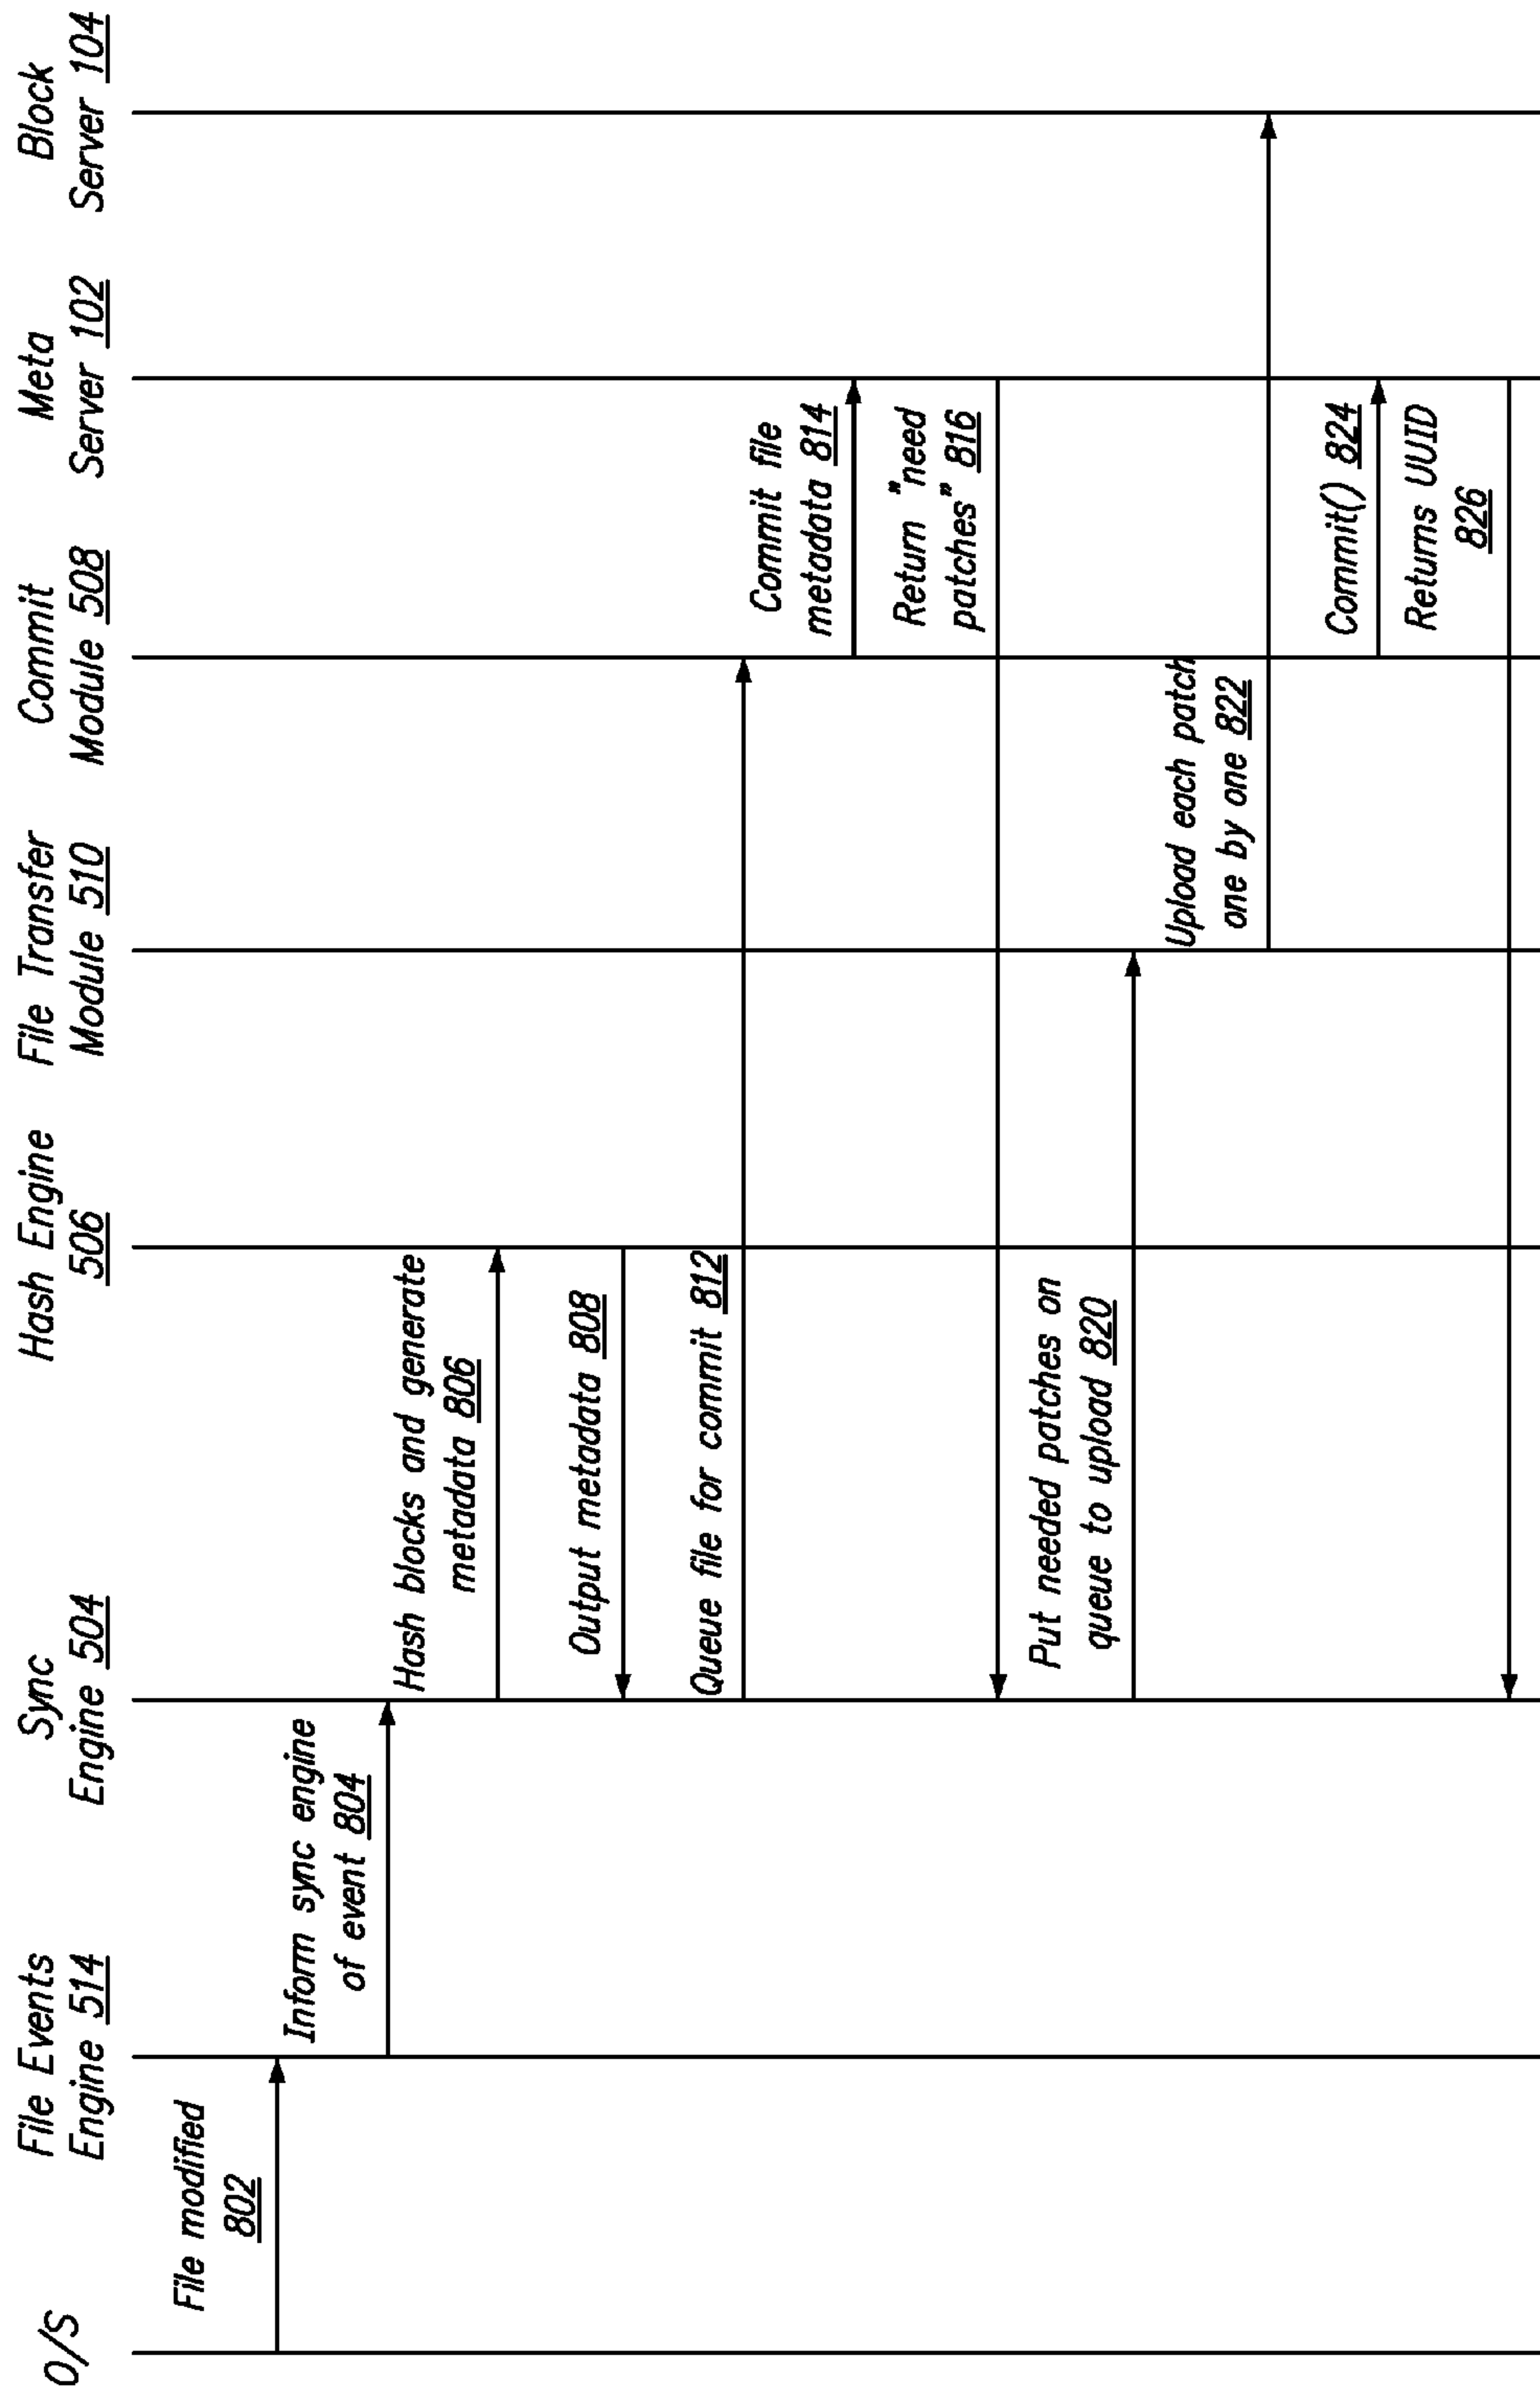 O/S
File Events
Engine 514
Sync
Engine 504
Hash Engine
506
File Transfer
Module 510
Commit
Module 508
Meta
Server 102
Block
Server 104
File modified
802
Inform sync engine
of event 804
Hash blocks and generate
metadata 806
Output metadata 808
Queue file for commit 812
Commit file
metadata 814
Return "need
patches" 816
Put needed patches on
queue to upload 820
Upload each patch
one by one 822
Commit() 824
Returns UUID
826